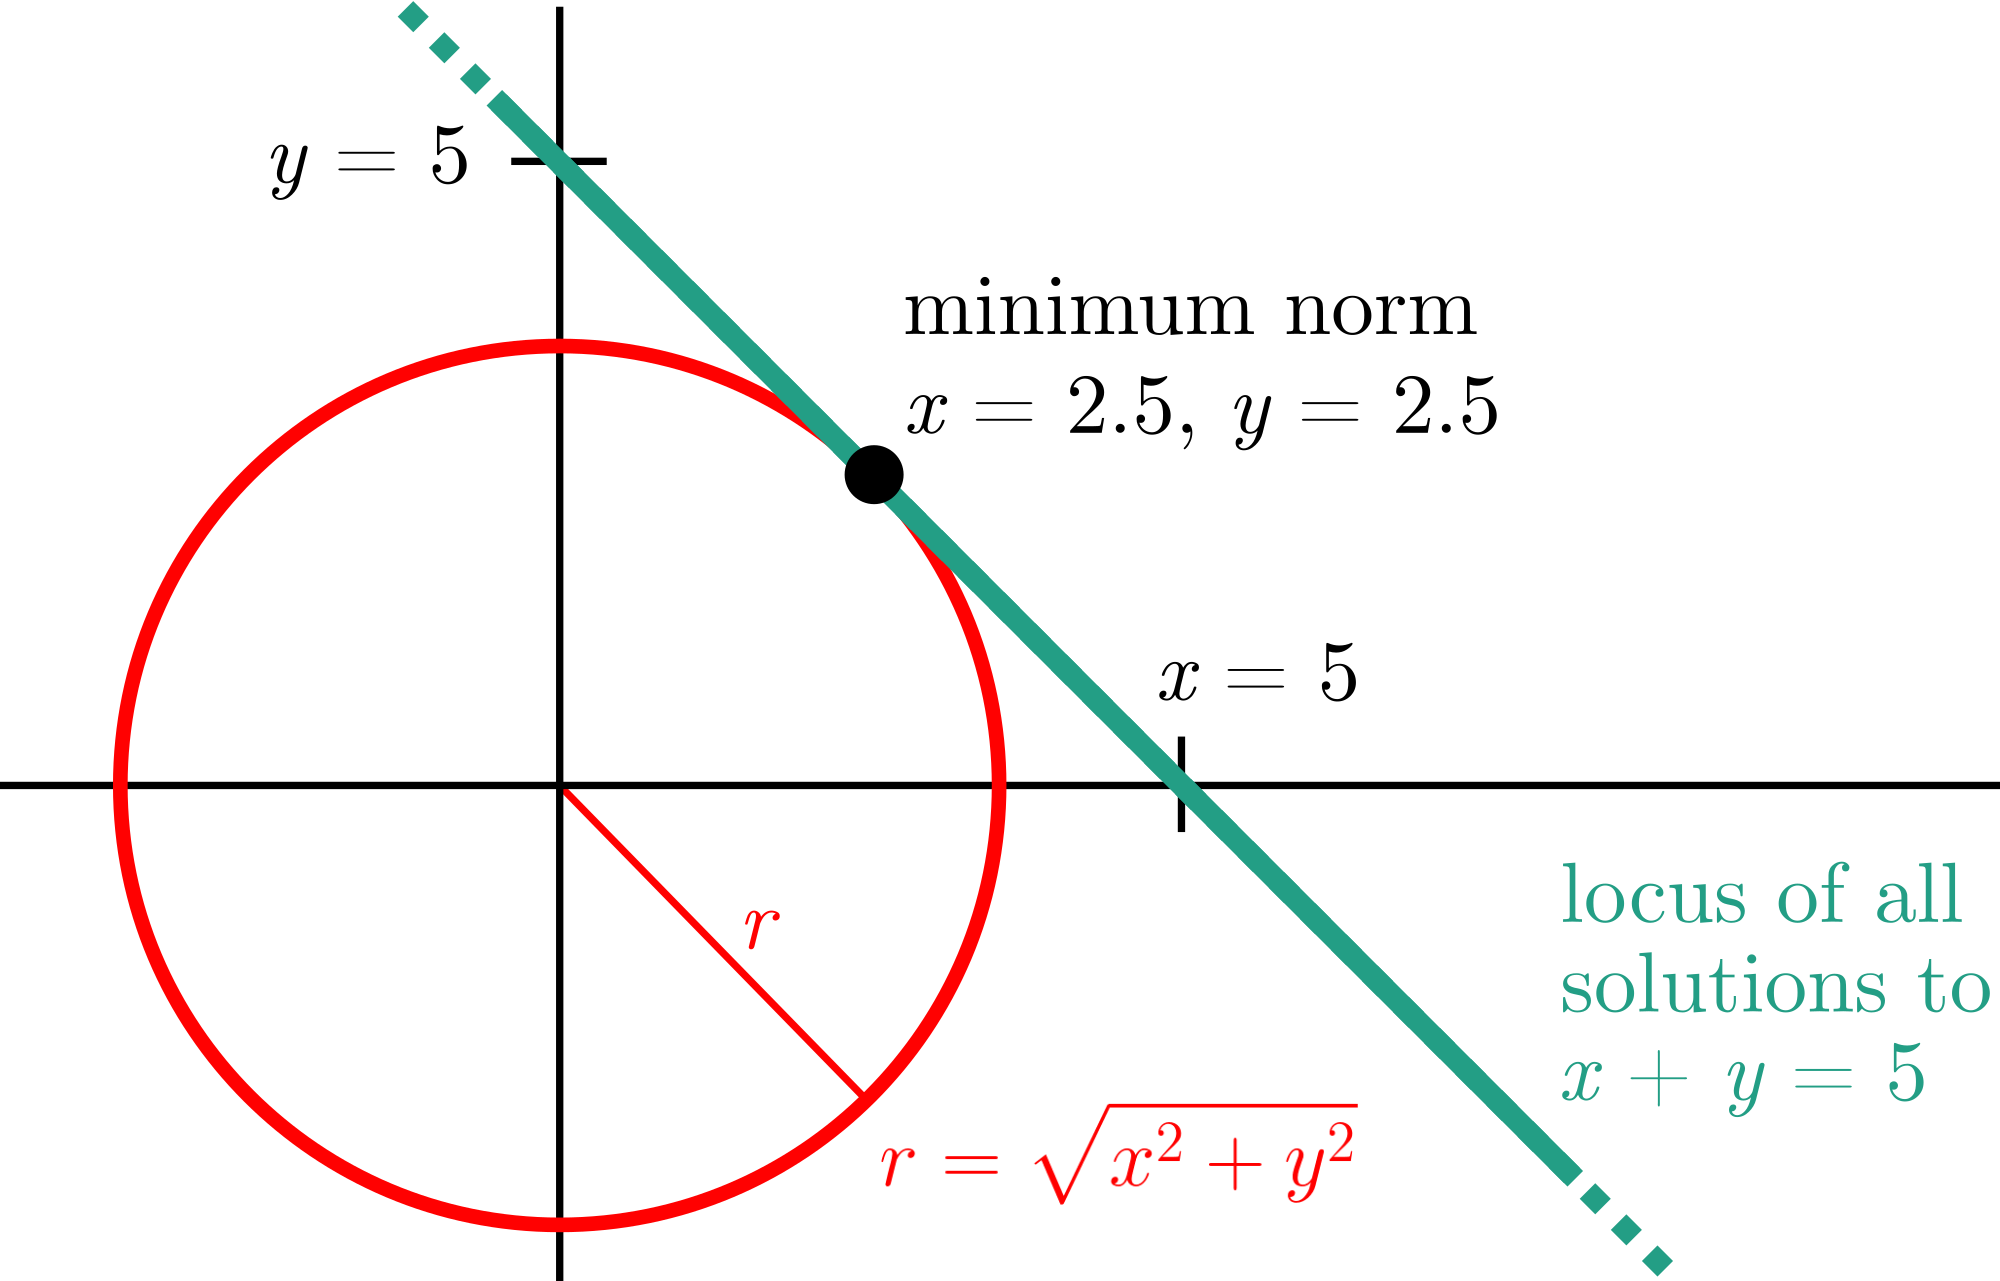 y = 5
minimum norm
x = 2.5, y = 2.5
x = 5
r
locus of all
solutions to
x + y = 5
r = √(x² + y²)